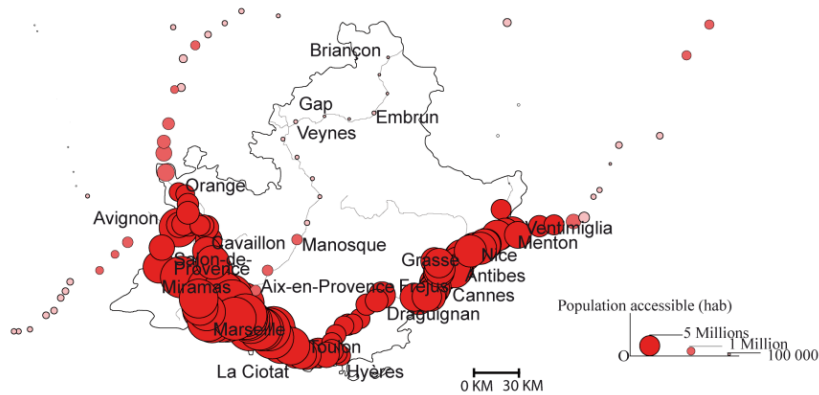 Briançon
Gap
Embrun
Veynes
Orange
Avignon
Ventimiglia
Menton
Cavaillon
Manosque
Nice
Grasse
Salon-de-
Provence
Antibes
Miramas
Aix-en-Provence
Fréjus
Cannes
Draguignan
Marseille
Toulon
La Ciotat
Hyères
0 KM 30 KM
Population accessible (hab)
5 Millions
1 Million
100 000
O